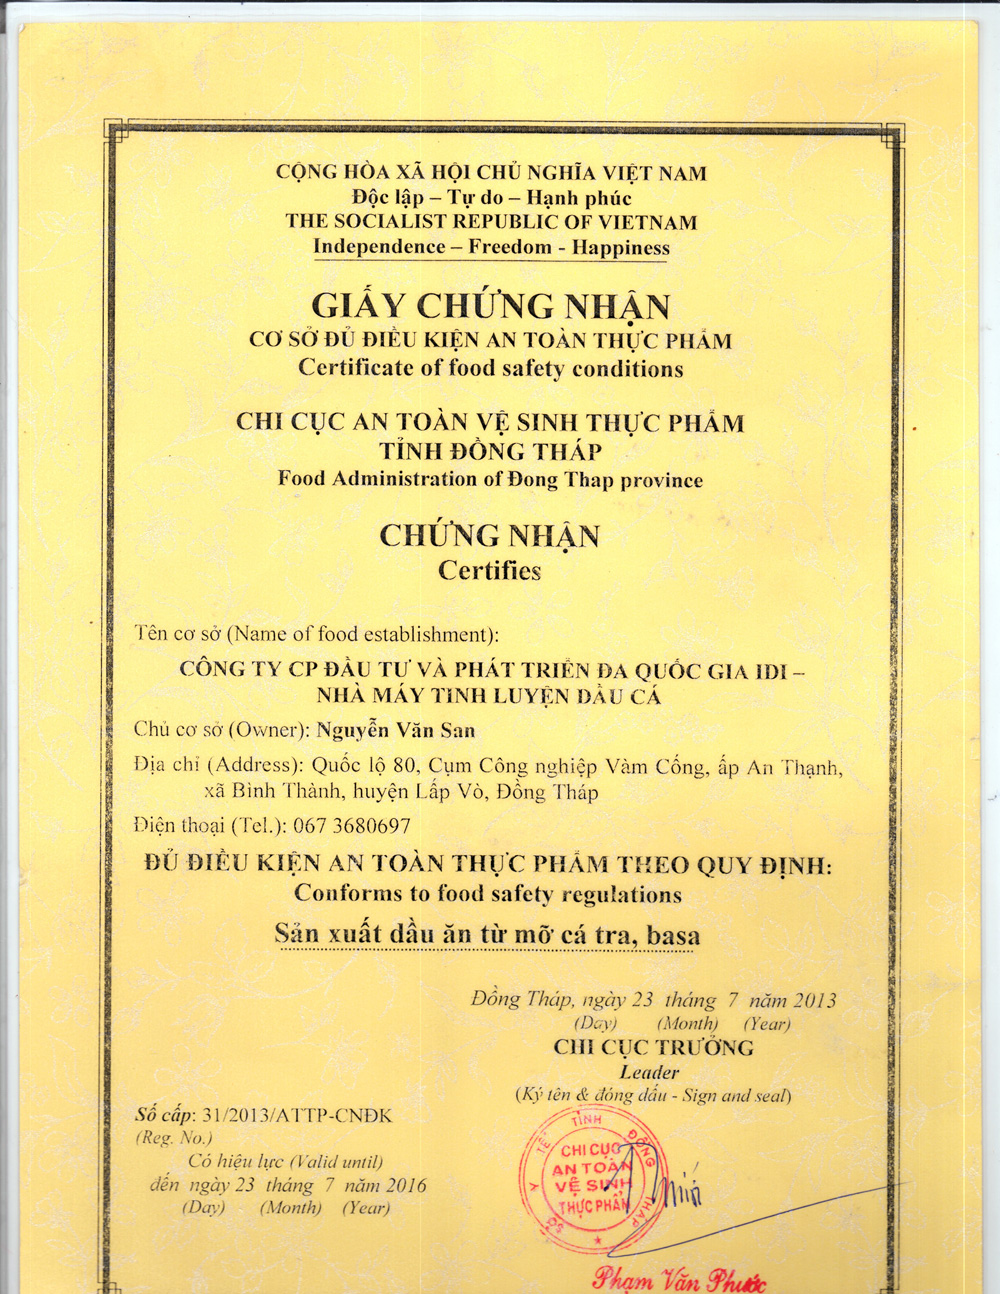 CỘNG HÒA XÃ HỘI CHỦ NGHĨA VIỆT NAM
Độc lập – Tự do – Hạnh phúc
THE SOCIALIST REPUBLIC OF VIETNAM
Independence – Freedom - Happiness
GIẤY CHỨNG NHẬN
CƠ SỞ ĐỦ ĐIỀU KIỆN AN TOÀN THỰC PHẨM
Certificate of food safety conditions
CHI CỤC AN TOÀN VỆ SINH THỰC PHẨM
TỈNH ĐỒNG THÁP
Food Administration of Đong Thap province
CHỨNG NHẬN
Certifies
Tên cơ sở (Name of food establishment):
CÔNG TY CP ĐẦU TƯ VÀ PHÁT TRIỂN ĐA QUỐC GIA IDI –
NHÀ MÁY TINH LUYỆN DẦU CÁ
Chủ cơ sở (Owner): Nguyễn Văn San
Địa chỉ (Address): Quốc lộ 80, Cụm Công nghiệp Vàm Cống, ấp An Thạnh,
xã Bình Thành, huyện Lấp Vò, Đồng Tháp
Điện thoại (Tel.): 067 3680697
ĐỦ ĐIỀU KIỆN AN TOÀN THỰC PHẨM THEO QUY ĐỊNH:
Conforms to food safety regulations
Sản xuất dầu ăn từ mỡ cá tra, basa
Đồng Tháp, ngày 23 tháng 7 năm 2013
(Day) (Month) (Year)
CHI CỤC TRƯỞNG
Leader
(Ký tên & đóng dấu - Sign and seal)
Số cấp: 31/2013/ATTP-CNĐK
(Reg. No.)
Có hiệu lực (Valid until)
đến ngày 23 tháng 7 năm 2016
(Day) (Month) (Year)
SỞ Y TẾ TỈNH ĐỒNG THÁP
CHI CỤC
AN TOÀN
VỆ SINH
THỰC PHẨM
Phạm Văn Phước